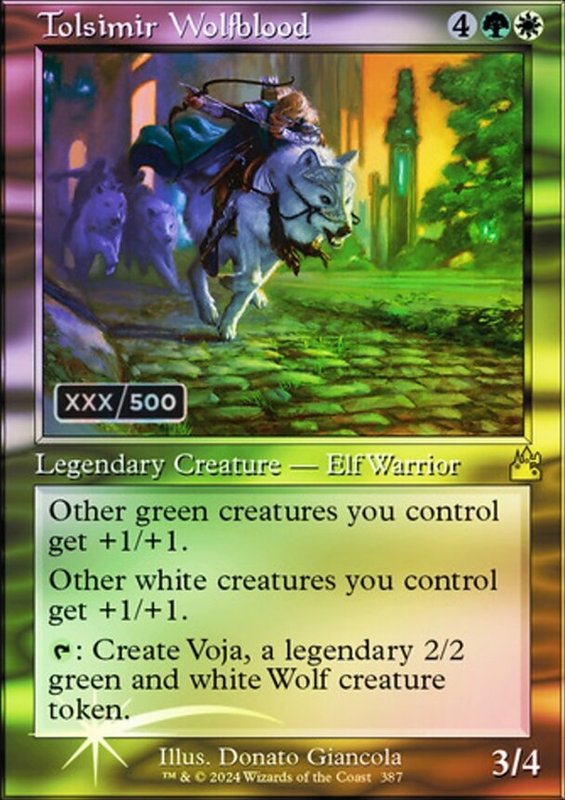 Tolsimir Wolfblood 4
XXX/500
Legendary Creature — Elf Warrior
Other green creatures you control
get +1/+1.
Other white creatures you control
get +1/+1.
: Create Voja, a legendary 2/2
green and white Wolf creature
token.
Illus. Donato Giancola
™ & © 2024 Wizards of the Coast 387
3/4